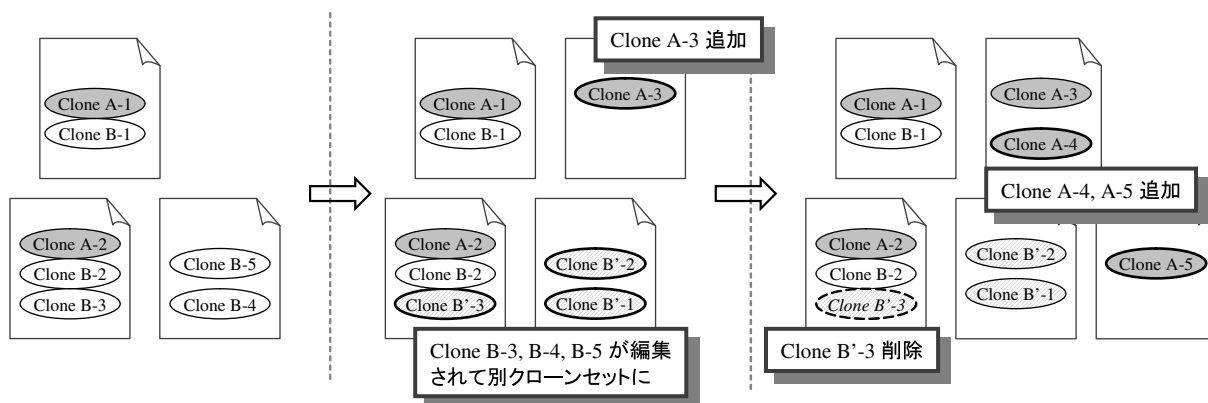 Clone A-1
Clone B-1
Clone A-2
Clone B-2
Clone B-3
Clone B-5
Clone B-4
Clone A-3 追加
Clone A-1
Clone B-1
Clone A-3
Clone A-2
Clone B-2
Clone B'-3
Clone B'-2
Clone B'-1
Clone B-3, B-4, B-5 が編集
されて別クローンセットに
Clone A-1
Clone B-1
Clone A-3
Clone A-4
Clone A-4, A-5 追加
Clone A-2
Clone B-2
Clone B'-3
Clone B'-2
Clone B'-1
Clone A-5
Clone B'-3 削除